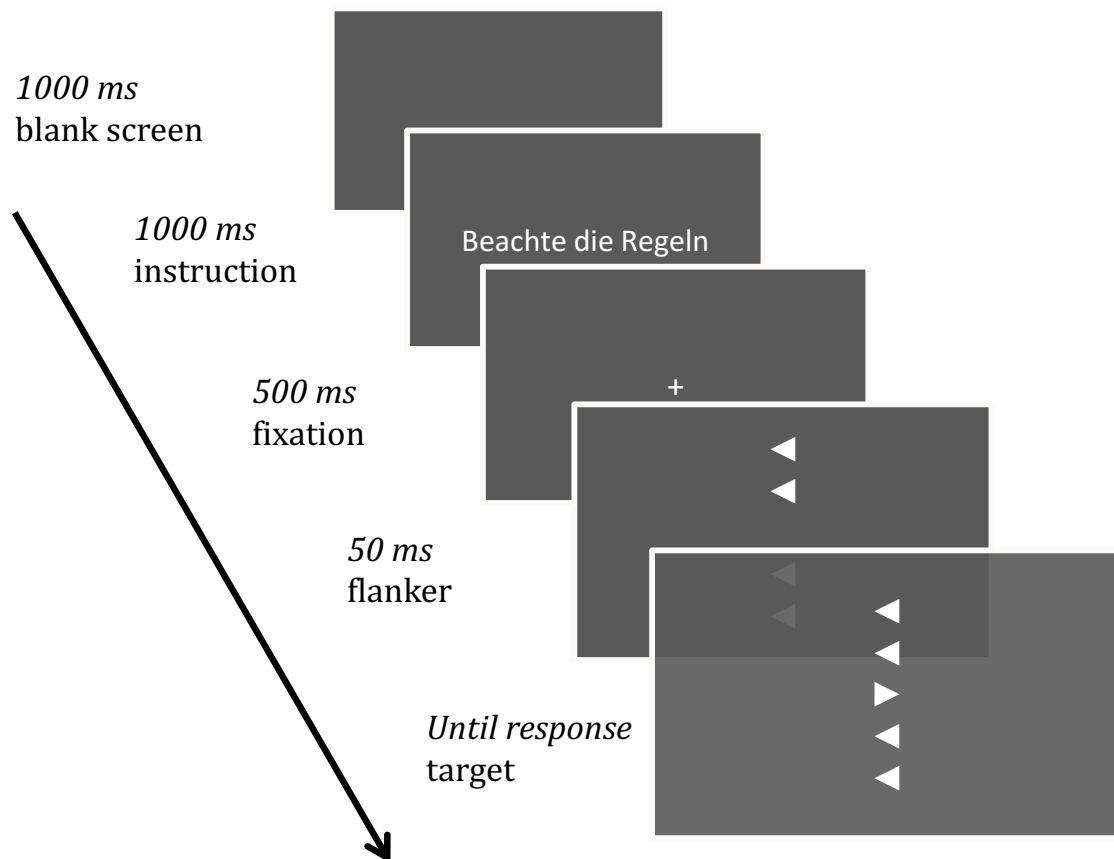 1000 ms
blank screen
1000 ms
instruction
Beachte die Regeln
500 ms
fixation
+
50 ms
flanker
Until response
target